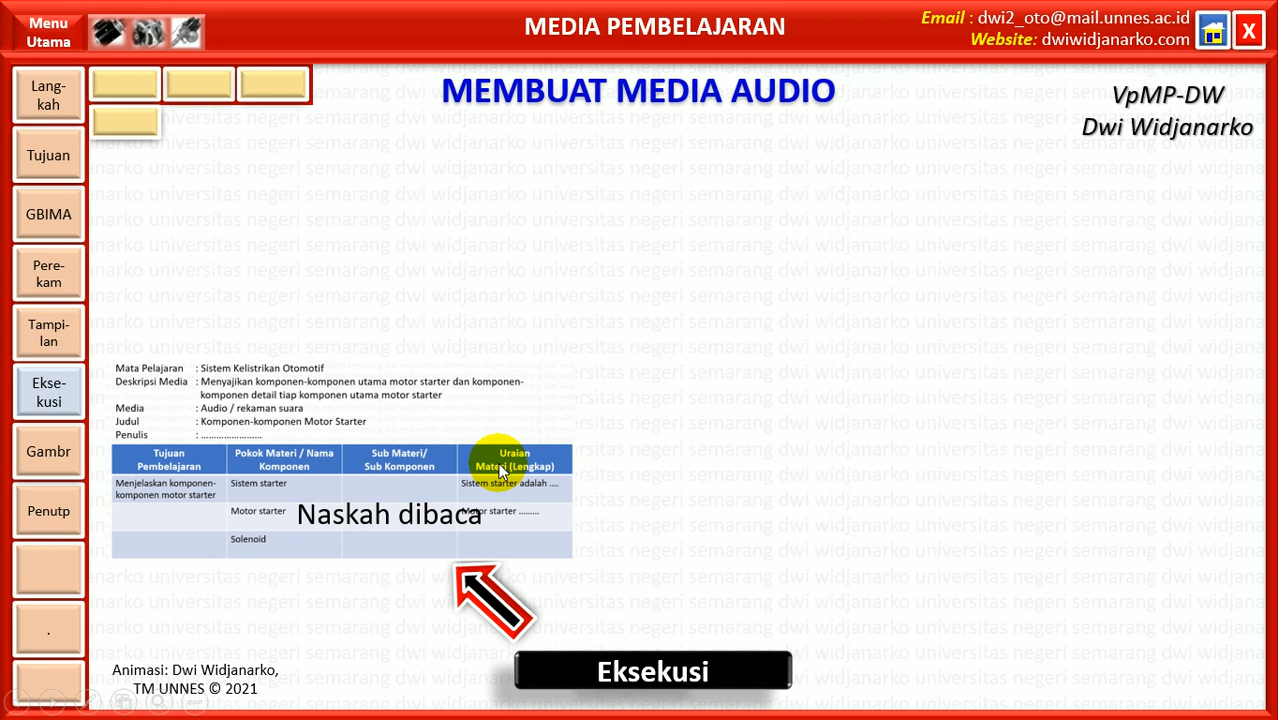 Menu
Utama
MEDIA PEMBELAJARAN
Email : dwi2_oto@mail.unnes.ac.id
Website: dwiwidjanarko.com
X
Lang-
kah
Tujuan
GBIMA
Pere-
kam
Tampi-
lan
Ekse-
kusi
Gambr
Penutp
.
MEMBUAT MEDIA AUDIO
VpMP-DW
Dwi Widjanarko
Mata Pelajaran : Sistem Kelistrikan Otomotif
Deskripsi Media : Menyajikan komponen-komponen utama motor starter dan komponen-
komponen detail tiap komponen utama motor starter
Media : Audio / rekaman suara
Judul : Komponen-komponen Motor Starter
Penulis : ........................
Tujuan Pembelajaran
Pokok Materi / Nama Komponen
Sub Materi/ Sub Komponen
Uraian Materi (Lengkap)
Menjelaskan komponen-
komponen motor starter
Sistem starter
Sistem starter adalah ....
Motor starter
Motor starter .........
Solenoid
Naskah dibaca
Eksekusi
Animasi: Dwi Widjanarko,
TM UNNES © 2021